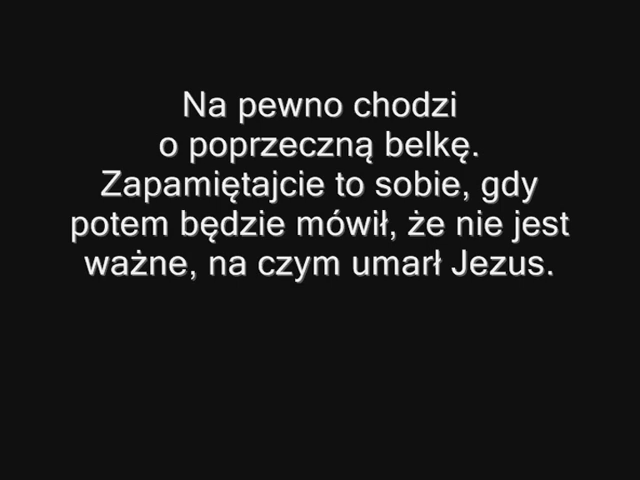 Na pewno chodzi
o poprzeczną belkę.
Zapamiętajcie to sobie, gdy
potem będzie mówił, że nie jest
ważne, na czym umarł Jezus.